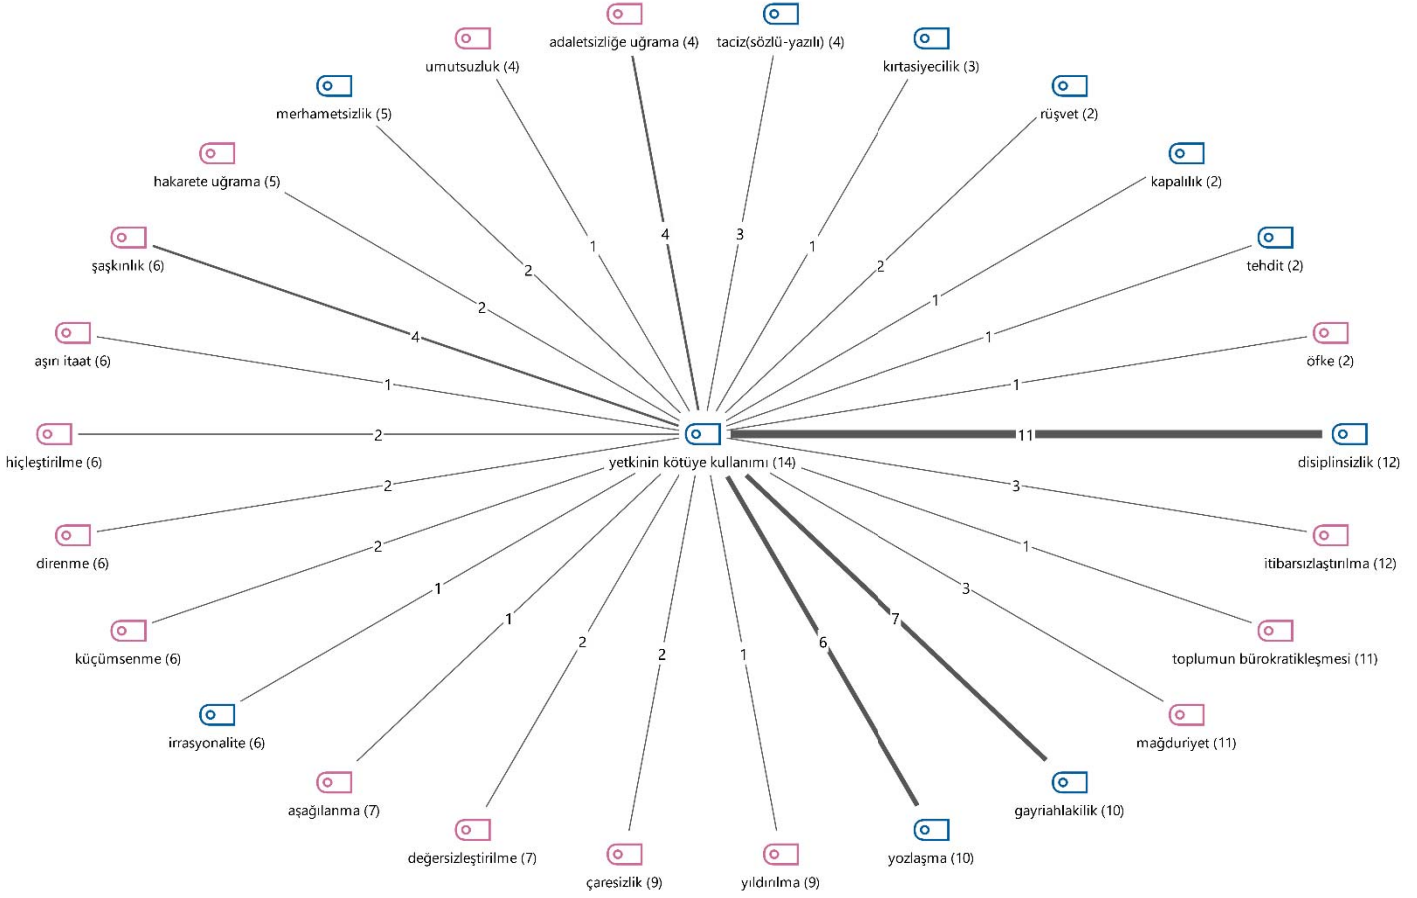 adaletsizliğe uğrama (4)
taciz(sözlü-yazılı) (4)
umutsuzluk (4)
kırtasiyecilik (3)
merhametsizlik (5)
rüşvet (2)
hakarete uğrama (5)
kapalılık (2)
1
4
3
1
şaşkınlık (6)
tehdit (2)
2
2
2
1
4
1
aşırı itaat (6)
öfke (2)
1
1
2
11
hiçleştirilme (6)
yetkinin kötüye kullanımı (14)
disiplinsizlik (12)
2
3
direnme (6)
itibarsızlaştırılma (12)
2
1
1
3
1
7
küçümsenme (6)
toplumun bürokratikleşmesi (11)
2
2
1
6
irrasyonalite (6)
mağduriyet (11)
aşağılanma (7)
gayriahlakilik (10)
değersizleştirilme (7)
yozlaşma (10)
çaresizlik (9)
yıldırılma (9)